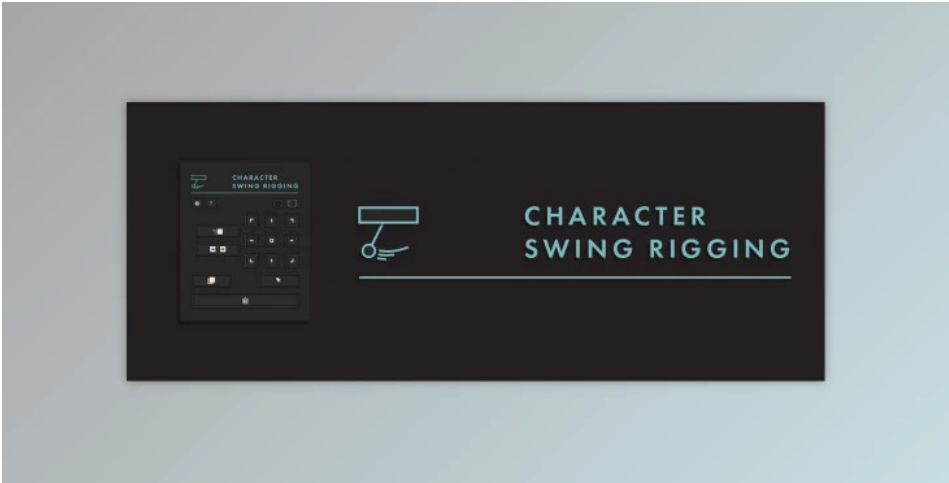 CHARACTER
SWING RIGGING
?
CHARACTER
SWING RIGGING